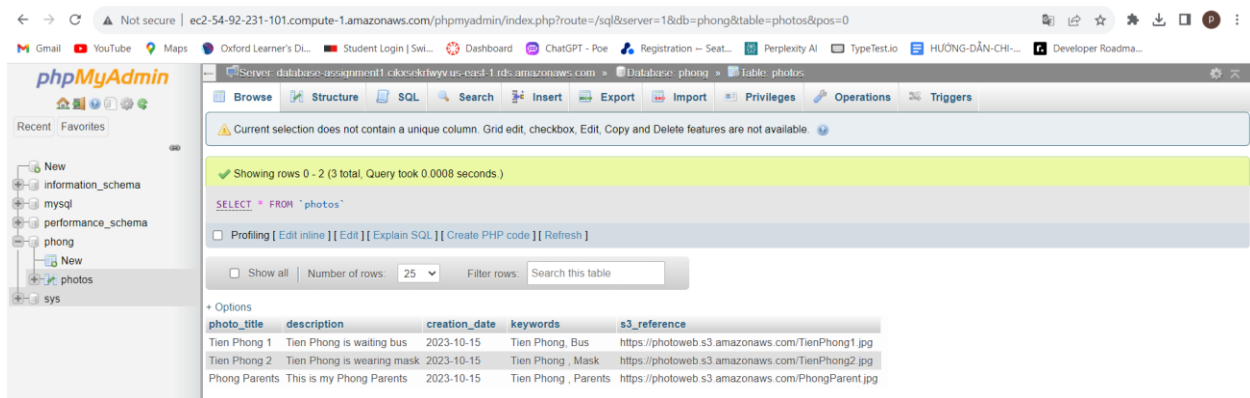 Not secure | ec2-54-92-231-101.compute-1.amazonaws.com/phpmyadmin/index.php?route=/sql&server=1&db=phong&table=photos&pos=0
P
Gmail YouTube Maps Oxford Learner's Di... Student Login | Swi... Dashboard ChatGPT - Poe Registration – Seat... Perplexity AI TypeTest.io HƯỚNG-DẪN-CHI-... Developer Roadma...
phpMyAdmin
Recent Favorites
New
information_schema
mysql
performance_schema
phong
New
photos
sys
Database: phong » Table: photos
Browse Structure SQL Search Insert Export Import Privileges Operations Triggers
Current selection does not contain a unique column. Grid edit, checkbox, Edit, Copy and Delete features are not available.
Showing rows 0 - 2 (3 total, Query took 0.0008 seconds.)
SELECT * FROM `photos`
Profiling [ Edit inline ] [ Edit ] [ Explain SQL ] [ Create PHP code ] [ Refresh ]
Show all Number of rows: 25 Filter rows: Search this table
+ Options
photo_title description creation_date keywords s3_reference
Tien Phong 1 Tien Phong is waiting bus 2023-10-15 Tien Phong, Bus https://photoweb.s3.amazonaws.com/TienPhong1.jpg
Tien Phong 2 Tien Phong is wearing mask 2023-10-15 Tien Phong , Mask https://photoweb.s3.amazonaws.com/TienPhong2.jpg
Phong Parents This is my Phong Parents 2023-10-15 Tien Phong , Parents https://photoweb.s3.amazonaws.com/PhongParent.jpg